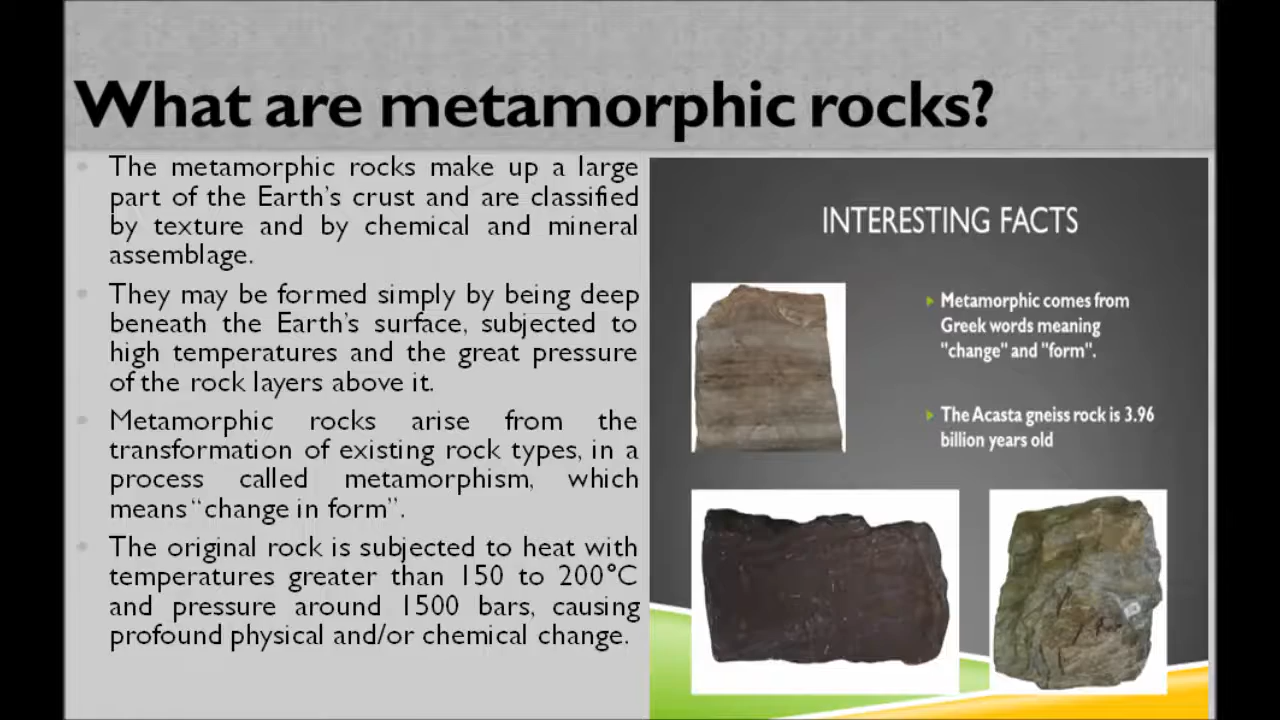 What are metamorphic rocks?
The metamorphic rocks make up a large
part of the Earth's crust and are classified
by texture and by chemical and mineral
assemblage.
They may be formed simply by being deep
beneath the Earth's surface, subjected to
high temperatures and the great pressure
of the rock layers above it.
Metamorphic rocks arise from the
transformation of existing rock types, in a
process called metamorphism, which
means "change in form".
The original rock is subjected to heat with
temperatures greater than 150 to 200°C
and pressure around 1500 bars, causing
profound physical and/or chemical change.
INTERESTING FACTS
Metamorphic comes from
Greek words meaning
"change" and "form".
The Acasta gneiss rock is 3.96
billion years old